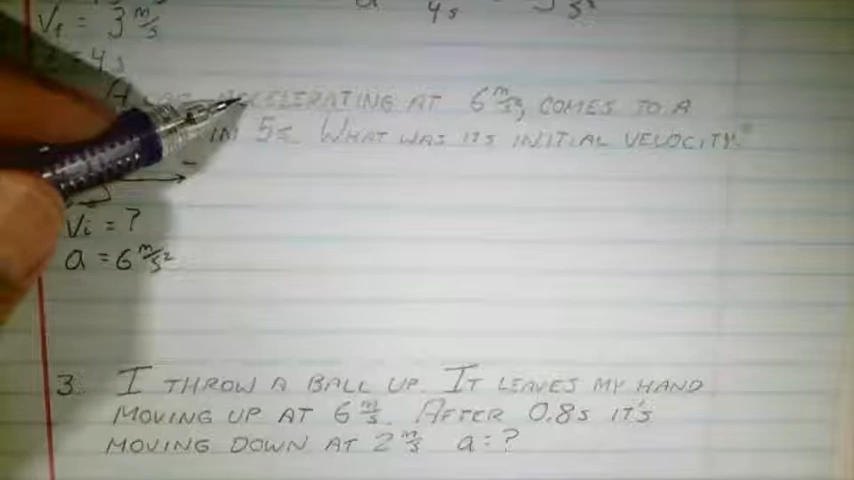 V₁ = 3 m/s
4s
= 4s
ACCELERATING AT 6 m/s², COMES TO A
IN 5s. WHAT WAS ITS INITIAL VELOCITY.
Vi = ?
a = 6 m/s²
3. I THROW A BALL UP. IT LEAVES MY HAND
MOVING UP AT 6 m/s. AFTER 0.8s IT'S
MOVING DOWN AT 2 m/s a = ?